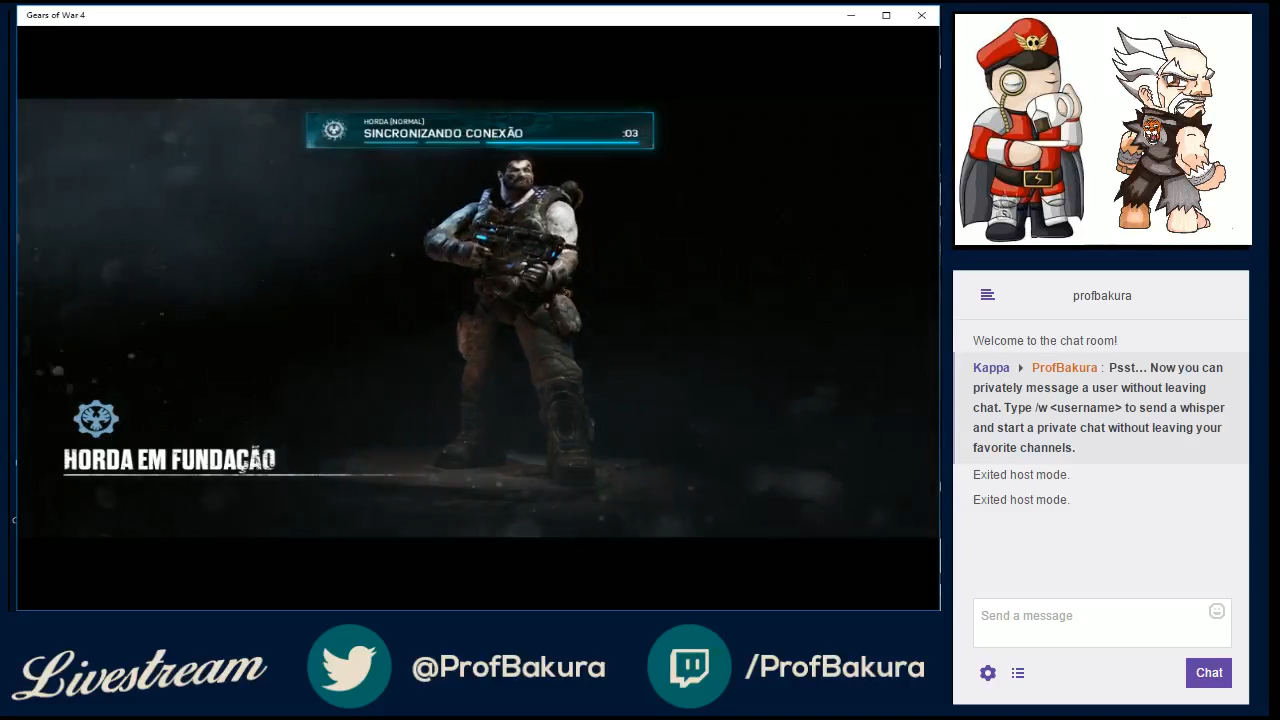 Gears of War 4
HORDA (NORMAL)
SINCRONIZANDO CONEXÃO
:03
HORDA EM FUNDAÇÃO
profbakura
Welcome to the chat room!
Kappa ProfBakura : Psst… Now you can
privately message a user without leaving
chat. Type /w <username> to send a whisper
and start a private chat without leaving your
favorite channels.
Exited host mode.
Exited host mode.
Send a message
Chat
Livestream
@ProfBakura
/ProfBakura